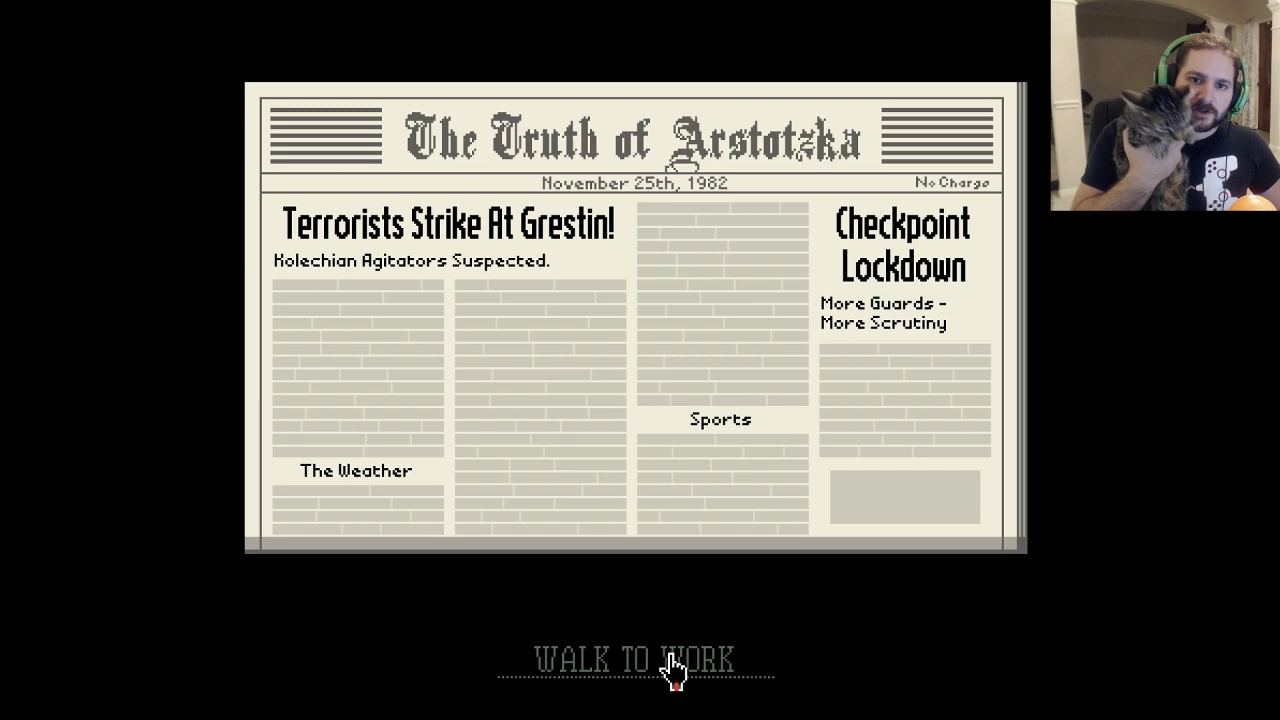 The Truth of Arstotzka
November 25th, 1982
No Charge
Terrorists Strike At Grestin!
Kolechian Agitators Suspected.
The Weather
Sports
Checkpoint
Lockdown
More Guards -
More Scrutiny
WALK TO WORK